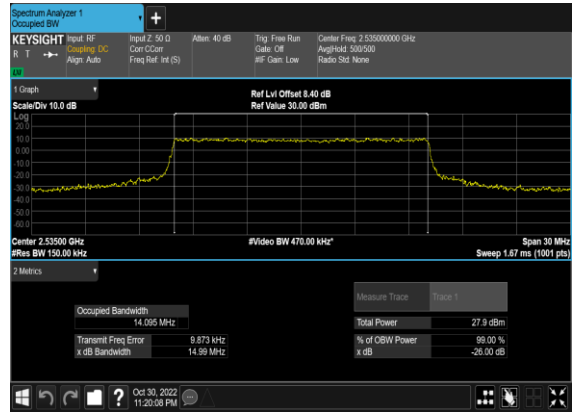 Spectrum Analyzer 1
Occupied BW
+
KEYSIGHT Input: RF Input Z: 50 Ω Atten: 40 dB Trig: Free Run Center Freq: 2.535000000 GHz
R T Coupling: DC Corr CCorr Gate: Off Avg|Hold: 500/500
Align: Auto Freq Ref: Int (S) #IF Gain: Low Radio Std: None
LW
1 Graph
Scale/Div 10.0 dB
Ref Lvl Offset 8.40 dB
Ref Value 30.00 dBm
Log
20.0
10.0
0.00
-10.0
-20.0
-30.0
-40.0
-50.0
-60.0
Center 2.53500 GHz #Video BW 470.00 kHz* Span 30 MHz
#Res BW 150.00 kHz Sweep 1.67 ms (1001 pts)
2 Metrics
Measure Trace Trace 1
Occupied Bandwidth
14.095 MHz Total Power 27.9 dBm
Transmit Freq Error 9.873 kHz % of OBW Power 99.00 %
x dB Bandwidth 14.99 MHz x dB -26.00 dB
? Oct 30, 2022
11:20:08 PM